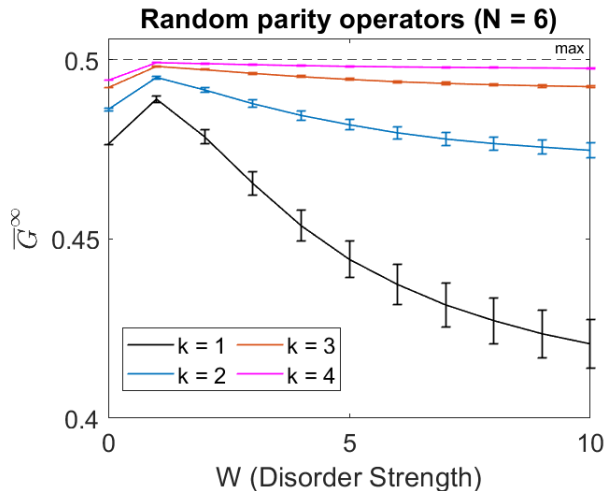 Random parity operators (N = 6)
max
0.5
0.45
0.4
G̅^∞
k = 1
k = 3
k = 2
k = 4
0
5
10
W (Disorder Strength)